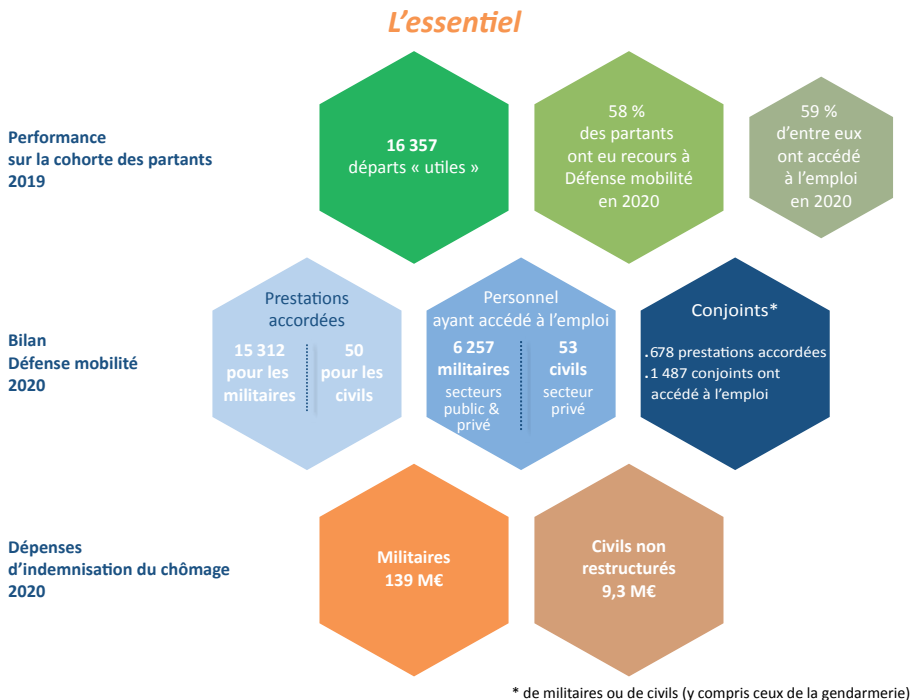 L'essentiel
Performance
sur la cohorte des partants
2019
16 357
départs « utiles »
58 %
des partants
ont eu recours à
Défense mobilité
en 2020
59 %
d'entre eux
ont accédé
à l'emploi
en 2020
Bilan
Défense mobilité
2020
Prestations
accordées
15 312
pour les
militaires
50
pour les
civils
Personnel
ayant accédé à l'emploi
6 257
militaires
secteurs
public &
privé
53
civils
secteur
privé
Conjoints*
.678 prestations accordées
.1 487 conjoints ont
accédé à l'emploi
Dépenses
d'indemnisation du chômage
2020
Militaires
139 M€
Civils non
restructurés
9,3 M€
* de militaires ou de civils (y compris ceux de la gendarmerie)